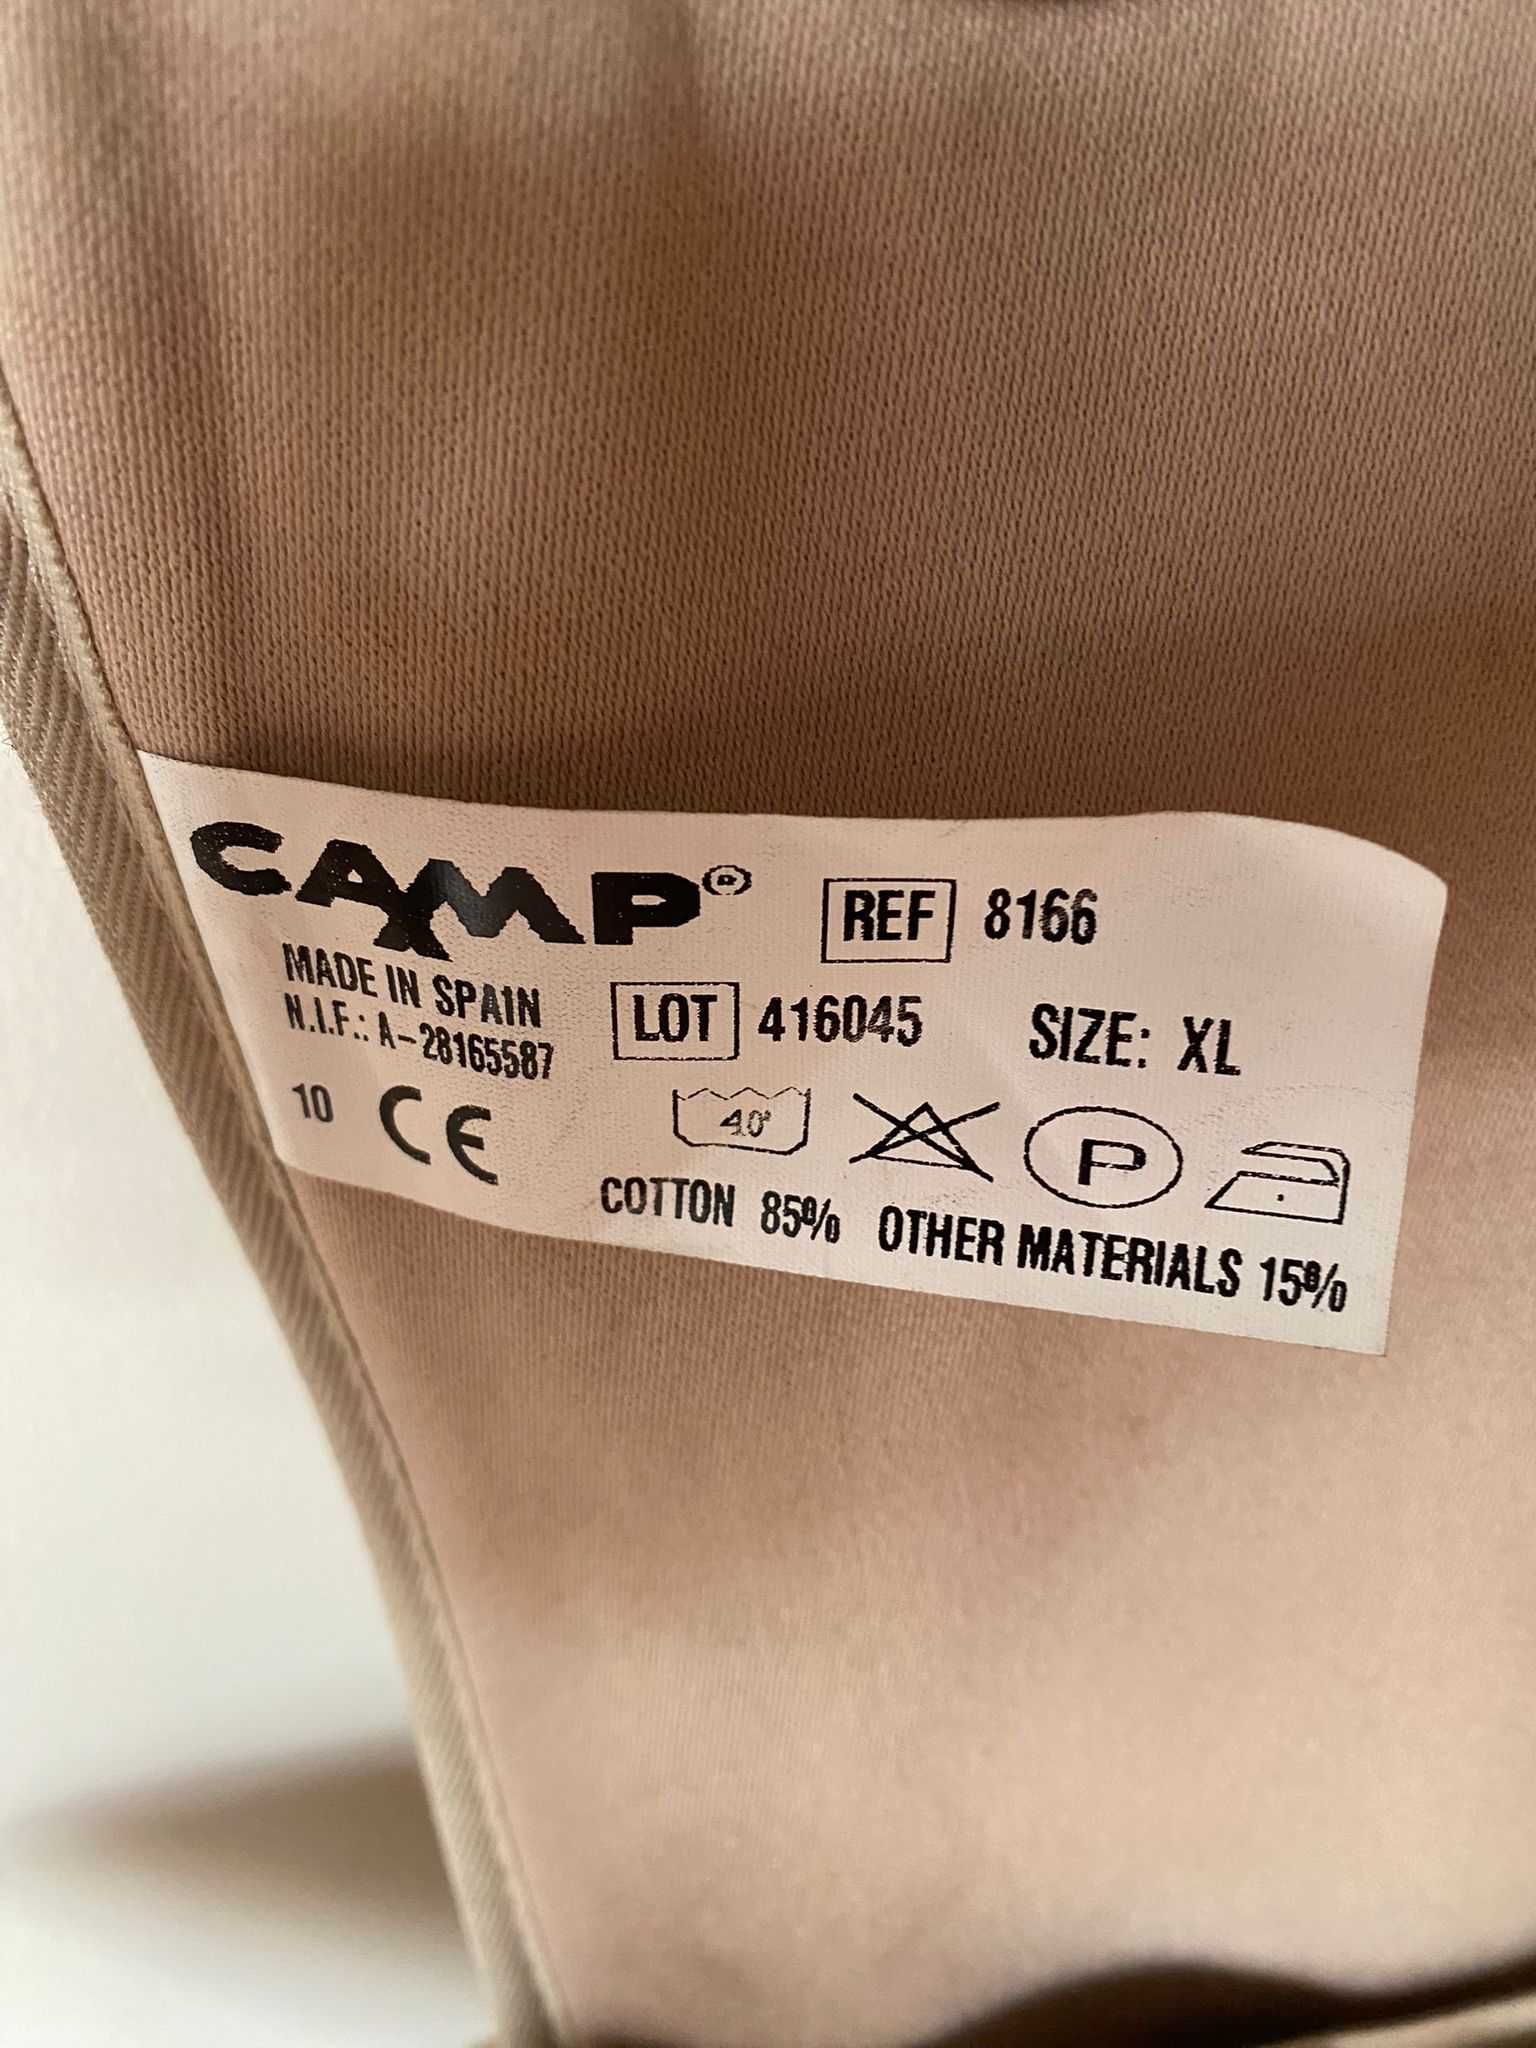 CAMP®
REF 8166
MADE IN SPAIN
LOT 416045 SIZE: XL
N.I.F.: A-28165587
10 CE 40° P
COTTON 85% OTHER MATERIALS 15%